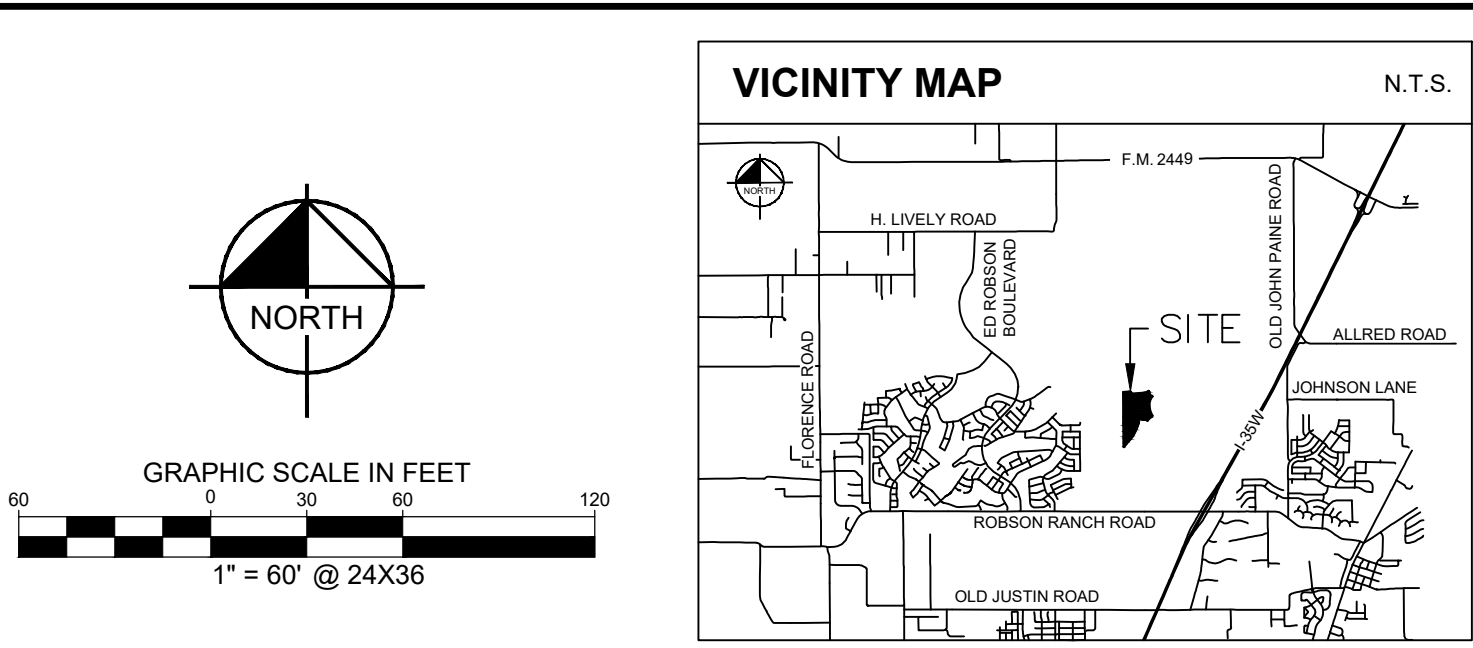 NORTH
GRAPHIC SCALE IN FEET
60 0 30 60 120
1" = 60' @ 24X36
VICINITY MAP N.T.S.
NORTH
F.M. 2449
H. LIVELY ROAD
ED ROBSON
BOULEVARD
OLD JOHN PAINE ROAD
SITE
ALLRED ROAD
FLORENCE ROAD
JOHNSON LANE
I-35W
ROBSON RANCH ROAD
OLD JUSTIN ROAD